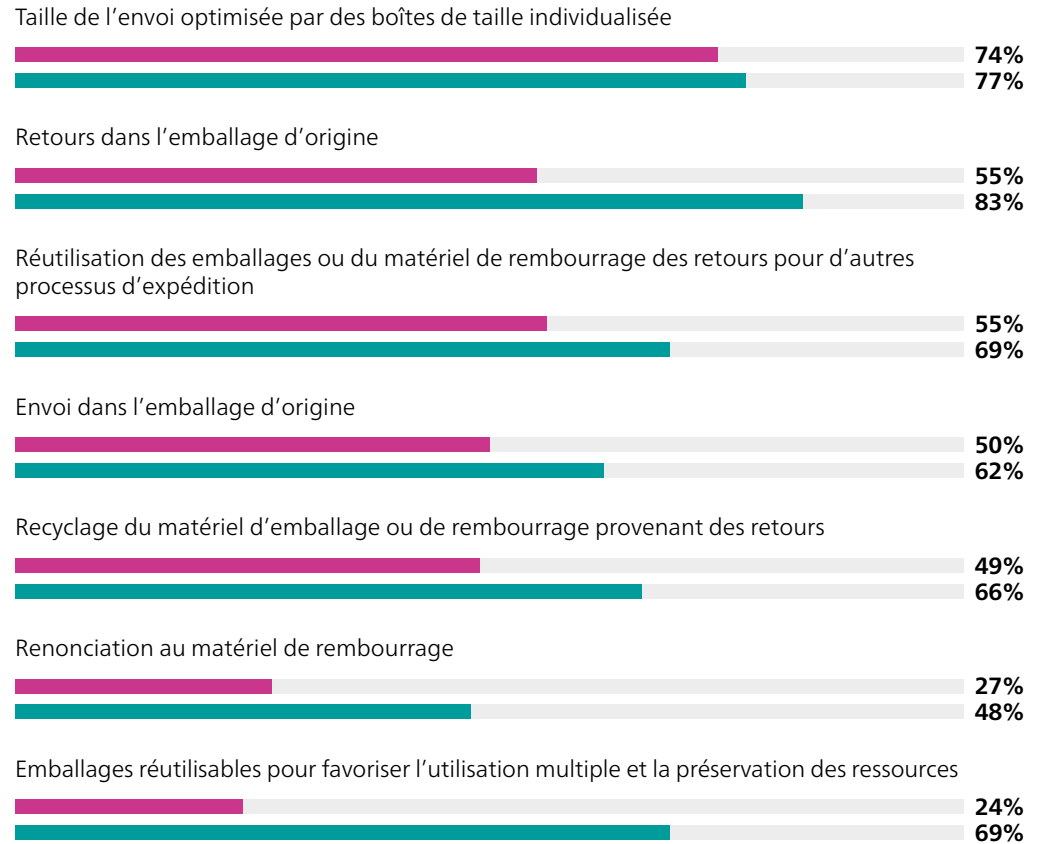 Taille de l’envoi optimisée par des boîtes de taille individualisée
74%
77%
Retours dans l’emballage d’origine
55%
83%
Réutilisation des emballages ou du matériel de rembourrage des retours pour d'autres
processus d’expédition
55%
69%
Envoi dans l’emballage d’origine
50%
62%
Recyclage du matériel d’emballage ou de rembourrage provenant des retours
49%
66%
Renonciation au matériel de rembourrage
27%
48%
Emballages réutilisables pour favoriser l’utilisation multiple et la préservation des ressources
24%
69%